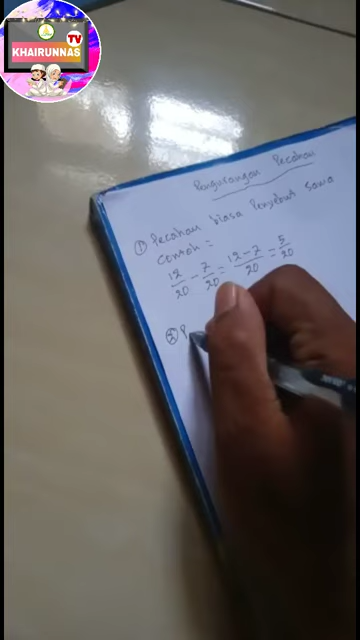 KHAIRUNNAS
TV
Pengurangan Pecahan
① Pecahan biasa Penyebut sama
Contoh =
12/20 - 7/20 = 12-7/20 = 5/20
② P